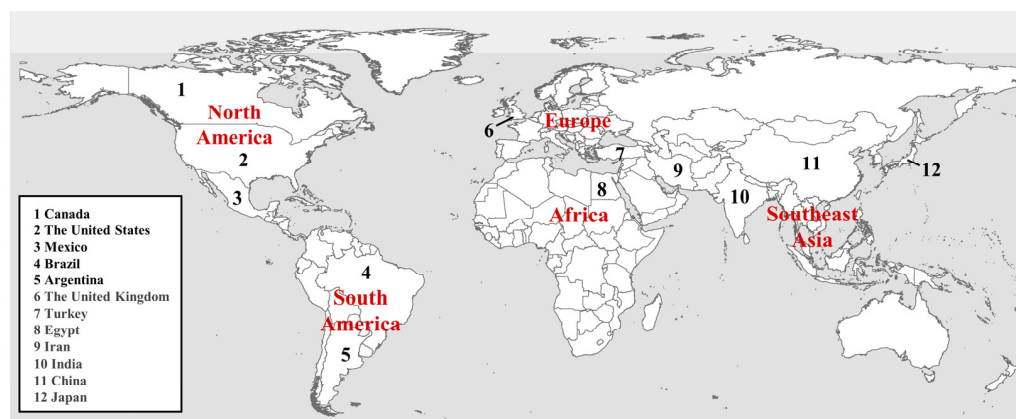 1
North
America
2
3
6
Europe
7
8
9
10
11
12
Africa
Southeast
Asia
4
South
America
5
1 Canada
2 The United States
3 Mexico
4 Brazil
5 Argentina
6 The United Kingdom
7 Turkey
8 Egypt
9 Iran
10 India
11 China
12 Japan